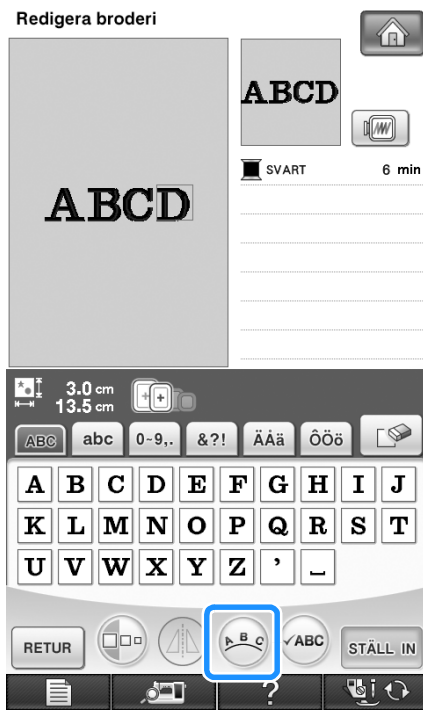 Redigera broderi
ABCD
ABCD
SVART 6 min
3.0 cm
13.5 cm
ABC abc 0~9,. &?! ÄÅä ÔÖö
A B C D E F G H I J
K L M N O P Q R S T
U V W X Y Z ’ ⎵
RETUR A B C ✓ABC STÄLL IN
?